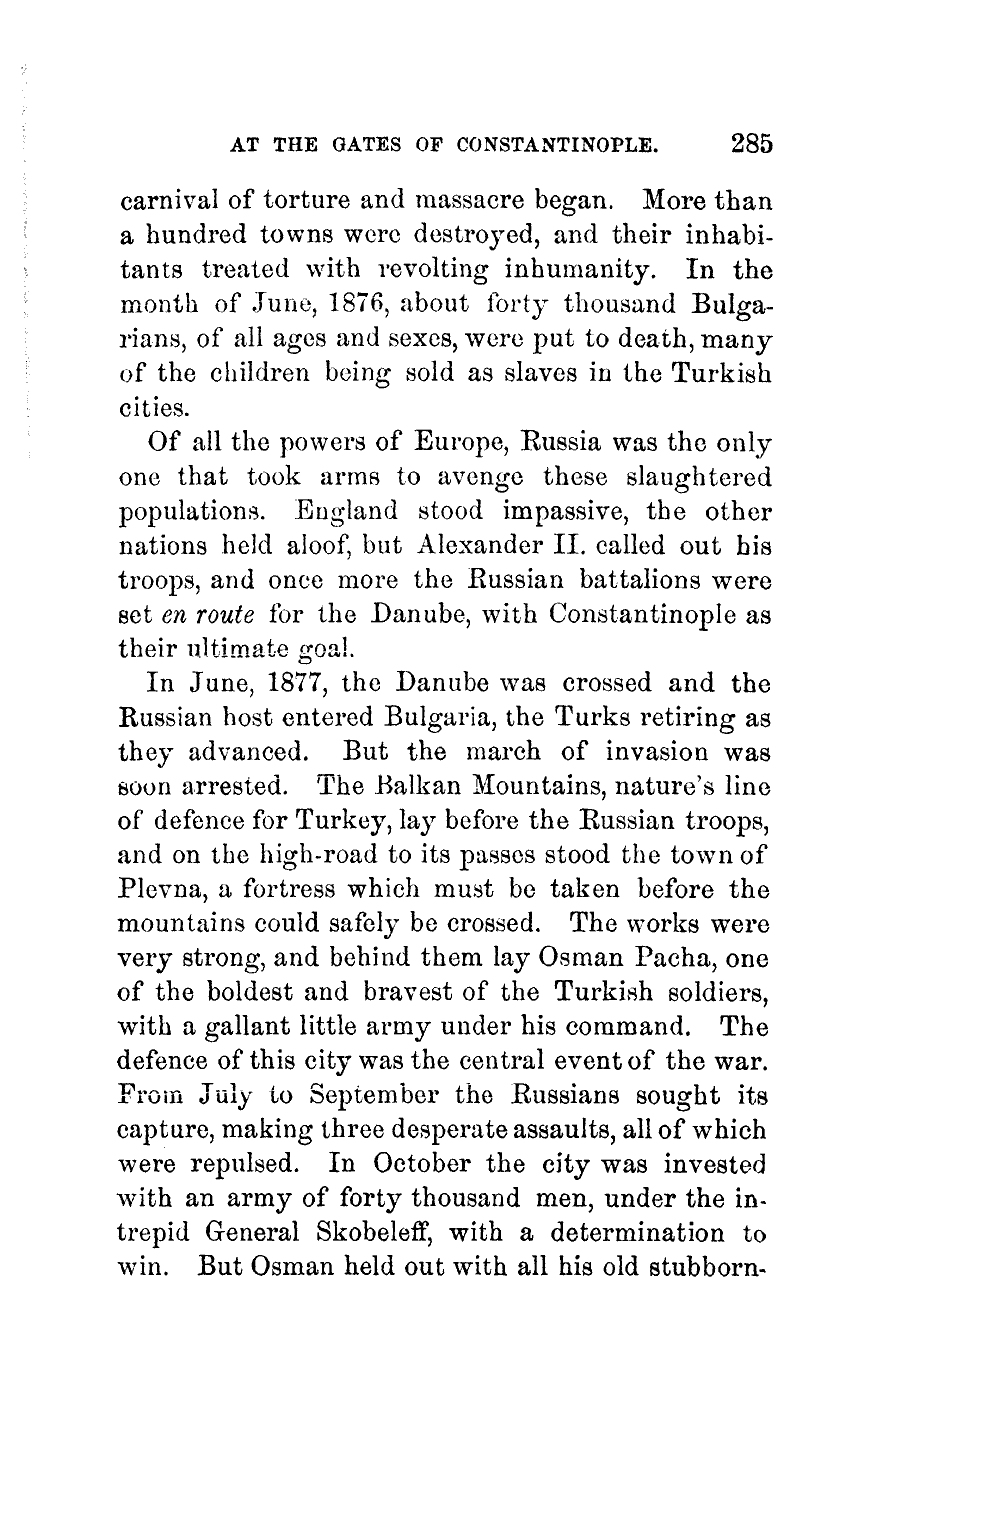 AT THE GATES OF CONSTANTINOPLE. 285
carnival of torture and massacre began. More than
a hundred towns were destroyed, and their inhabi-
tants treated with revolting inhumanity. In the
month of June, 1876, about forty thousand Bulga-
rians, of all ages and sexes, were put to death, many
of the children being sold as slaves in the Turkish
cities.
Of all the powers of Europe, Russia was the only
one that took arms to avenge these slaughtered
populations. England stood impassive, the other
nations held aloof, but Alexander II. called out his
troops, and once more the Russian battalions were
set en route for the Danube, with Constantinople as
their ultimate goal.
In June, 1877, the Danube was crossed and the
Russian host entered Bulgaria, the Turks retiring as
they advanced. But the march of invasion was
soon arrested. The Balkan Mountains, nature's line
of defence for Turkey, lay before the Russian troops,
and on the high-road to its passes stood the town of
Plevna, a fortress which must be taken before the
mountains could safely be crossed. The works were
very strong, and behind them lay Osman Pacha, one
of the boldest and bravest of the Turkish soldiers,
with a gallant little army under his command. The
defence of this city was the central event of the war.
From July to September the Russians sought its
capture, making three desperate assaults, all of which
were repulsed. In October the city was invested
with an army of forty thousand men, under the in-
trepid General Skobeleff, with a determination to
win. But Osman held out with all his old stubborn-